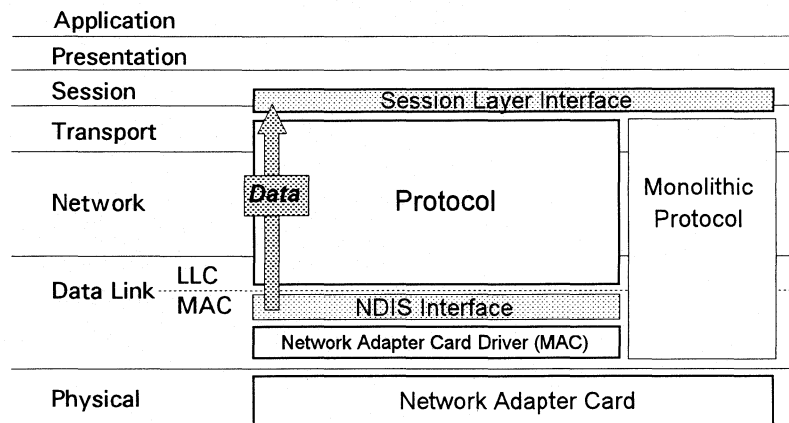 Application
Presentation
Session
Session Layer Interface
Transport
Network
Data
Protocol
Monolithic
Protocol
Data Link
LLC
MAC
NDIS Interface
Network Adapter Card Driver (MAC)
Physical
Network Adapter Card